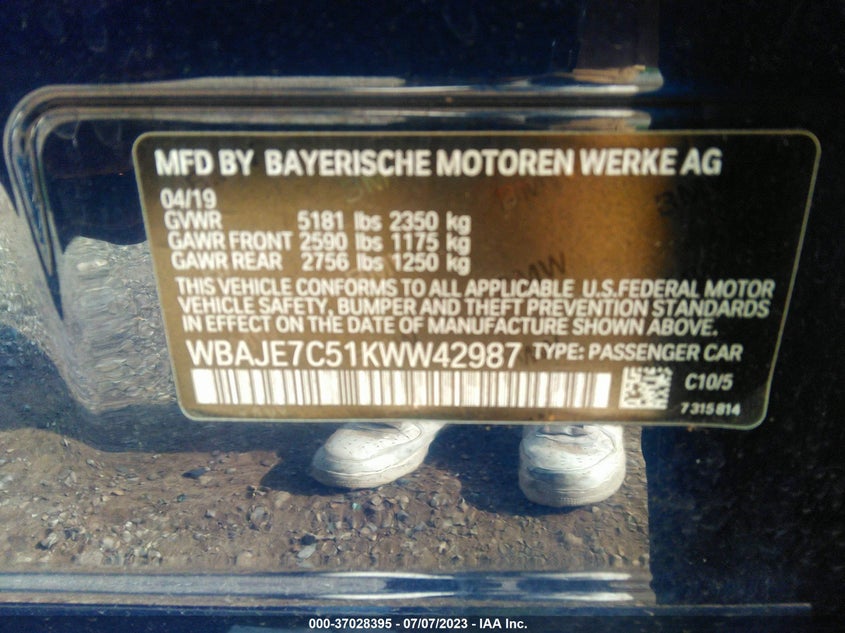 MFD BY BAYERISCHE MOTOREN WERKE AG
04/19
GVWR 5181 lbs 2350 kg
GAWR FRONT 2590 lbs 1175 kg
GAWR REAR 2756 lbs 1250 kg
THIS VEHICLE CONFORMS TO ALL APPLICABLE U.S.FEDERAL MOTOR
VEHICLE SAFETY, BUMPER AND THEFT PREVENTION STANDARDS
IN EFFECT ON THE DATE OF MANUFACTURE SHOWN ABOVE.
WBAJE7C51KWW42987 TYPE: PASSENGER CAR
C10/5
7315814
000-37028395 - 07/07/2023 - IAA Inc.